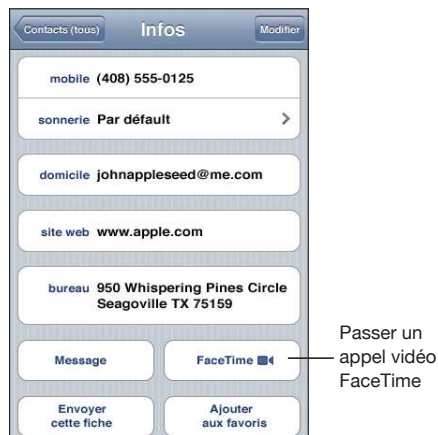 Contacts (tous) Infos Modifier
mobile (408) 555-0125
sonnerie Par défault
domicile johnappleseed@me.com
site web www.apple.com
bureau 950 Whispering Pines Circle
Seagoville TX 75159
Message FaceTime
Passer un
appel vidéo
FaceTime
Envoyer
cette fiche
Ajouter
aux favoris